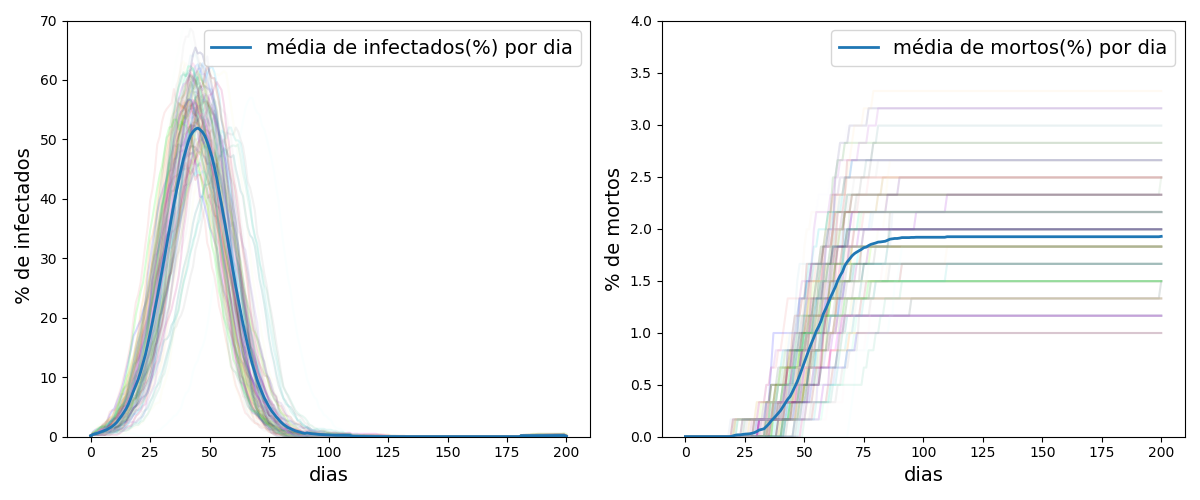 média de infectados(%) por dia
% de infectados
70
60
50
40
30
20
10
0
0 25 50 75 100 125 150 175 200
dias
média de mortos(%) por dia
% de mortos
4.0
3.5
3.0
2.5
2.0
1.5
1.0
0.5
0.0
0 25 50 75 100 125 150 175 200
dias